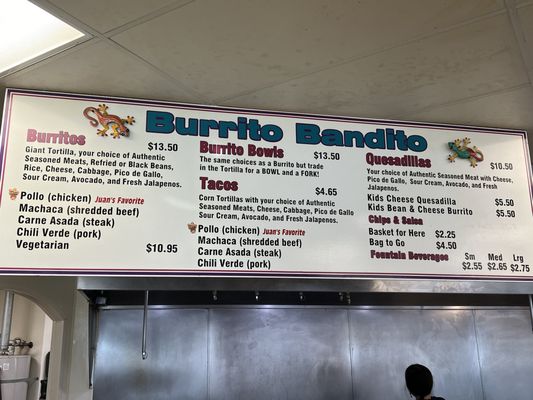 Burrito Bandito
Burritos $13.50
Giant Tortilla, your choice of Authentic
Seasoned Meats, Refried or Black Beans,
Rice, Cheese, Cabbage, Pico de Gallo,
Sour Cream, Avocado, and Fresh Jalapenos.
Pollo (chicken) Juan's Favorite
Machaca (shredded beef)
Carne Asada (steak)
Chili Verde (pork)
Vegetarian $10.95
Burrito Bowls $13.50
The same choices as a Burrito but trade
in the Tortilla for a BOWL and a FORK!
Tacos $4.65
Corn Tortillas with your choice of Authentic
Seasoned Meats, Cheese, Cabbage, Pico de Gallo
Sour Cream, Avocado, and Fresh Jalapenos.
Pollo (chicken) Juan's Favorite
Machaca (shredded beef)
Carne Asada (steak)
Chili Verde (pork)
Quesadillas $10.50
Your choice of Authentic Seasoned Meat with Cheese,
Pico de Gallo, Sour Cream, Avocado, and Fresh
Jalapenos.
Kids Cheese Quesadilla $5.50
Kids Bean & Cheese Burrito $5.50
Chips & Salsa
Basket for Here $2.25
Bag to Go $4.50
Fountain Beverages Sm Med Lrg
$2.55 $2.65 $2.75